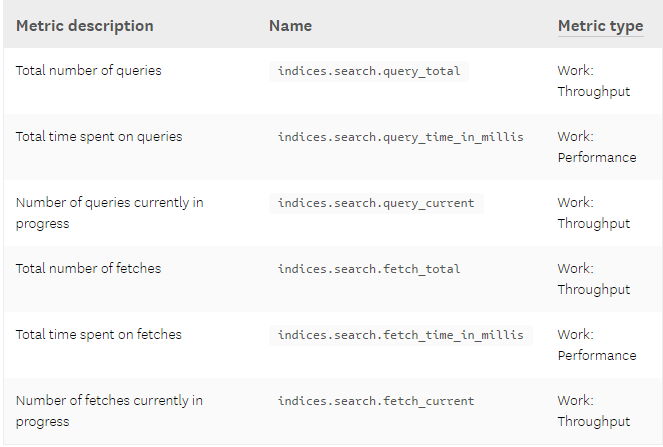 Metric description Name Metric type
Total number of queries indices.search.query_total Work:
Throughput
Total time spent on queries indices.search.query_time_in_millis Work:
Performance
Number of queries currently in indices.search.query_current Work:
progress Throughput
Total number of fetches indices.search.fetch_total Work:
Throughput
Total time spent on fetches indices.search.fetch_time_in_millis Work:
Performance
Number of fetches currently in indices.search.fetch_current Work:
progress Throughput